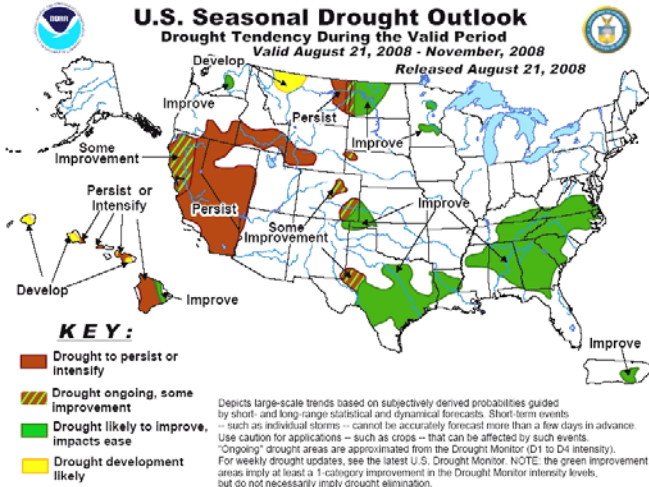 U.S. Seasonal Drought Outlook
Drought Tendency During the Valid Period
Valid August 21, 2008 - November, 2008
Released August 21, 2008
Develop
Improve
Persist
Improve
Some
Improvement
Persist or
Intensify
Persist
Improve
Some
Improvement
Develop
Improve
Improve
KEY:
Drought to persist or
intensify
Drought ongoing, some
improvement
Drought likely to improve,
impacts ease
Drought development
likely
Depicts large-scale trends based on subjectively derived probabilities guided
by short- and long-range statistical and dynamical forecasts. Short-term events
-- such as individual storms -- cannot be accurately forecast more than a few days in advance.
Use caution for applications -- such as crops -- that can be affected by such events.
"Ongoing" drought areas are approximated from the Drought Monitor (D1 to D4 intensity).
For weekly drought updates, see the latest U.S. Drought Monitor. NOTE: the green improvement
areas imply at least a 1-category improvement in the Drought Monitor intensity levels,
but do not necessarily imply drought elimination.